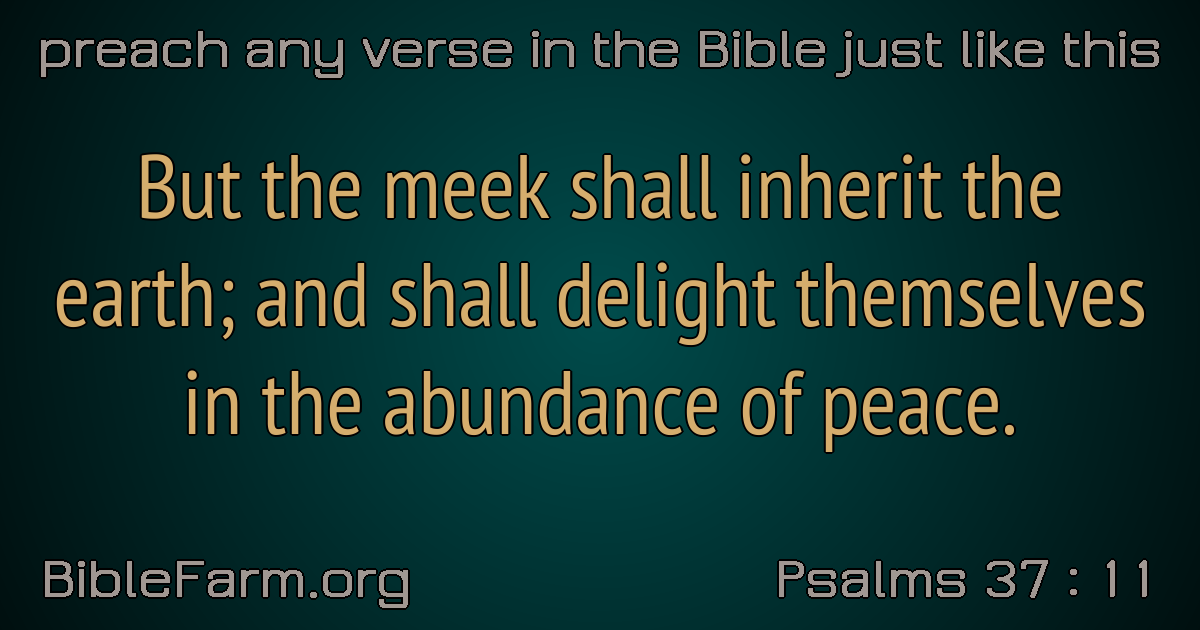 preach any verse in the Bible just like this
But the meek shall inherit the
earth; and shall delight themselves
in the abundance of peace.
BibleFarm.org
Psalms 37 : 11